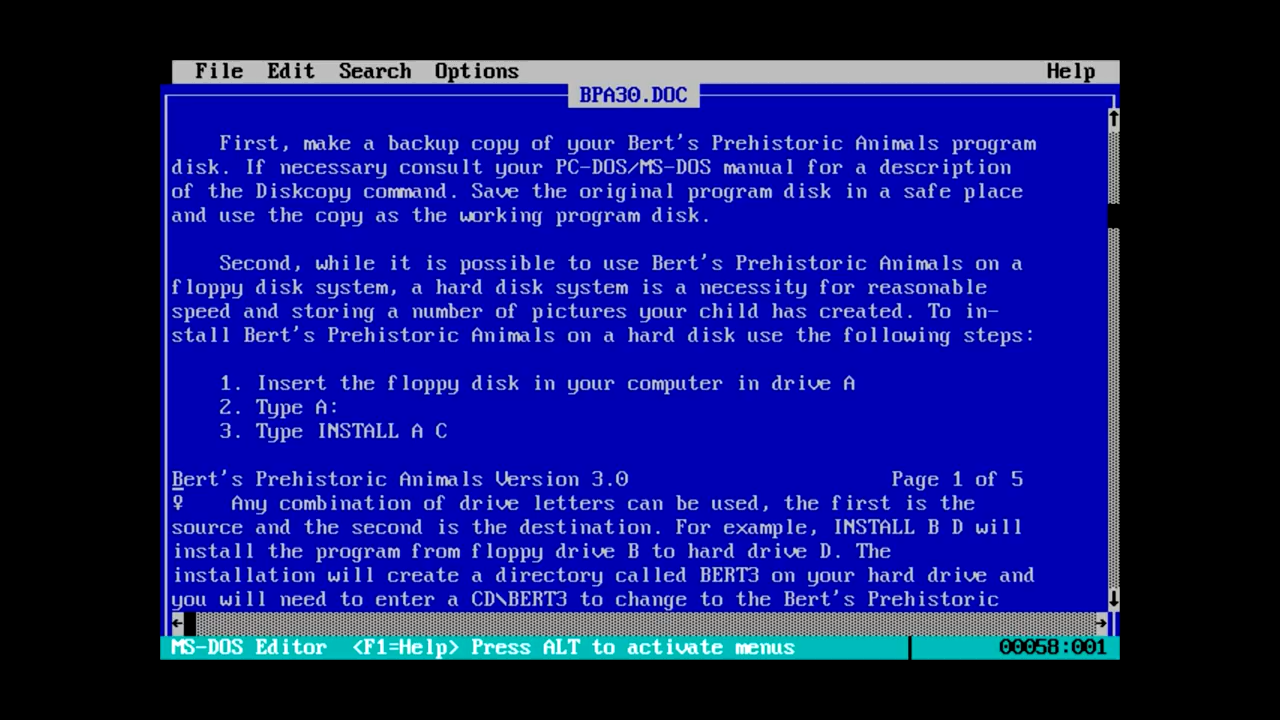 File Edit Search Options Help
BPA30.DOC
First, make a backup copy of your Bert's Prehistoric Animals program
disk. If necessary consult your PC-DOS/MS-DOS manual for a description
of the Diskcopy command. Save the original program disk in a safe place
and use the copy as the working program disk.
Second, while it is possible to use Bert's Prehistoric Animals on a
floppy disk system, a hard disk system is a necessity for reasonable
speed and storing a number of pictures your child has created. To in-
stall Bert's Prehistoric Animals on a hard disk use the following steps:
1. Insert the floppy disk in your computer in drive A
2. Type A:
3. Type INSTALL A C
Bert's Prehistoric Animals Version 3.0 Page 1 of 5
♀ Any combination of drive letters can be used, the first is the
source and the second is the destination. For example, INSTALL B D will
install the program from floppy drive B to hard drive D. The
installation will create a directory called BERT3 on your hard drive and
you will need to enter a CD\BERT3 to change to the Bert's Prehistoric
MS-DOS Editor <F1=Help> Press ALT to activate menus 00058:001